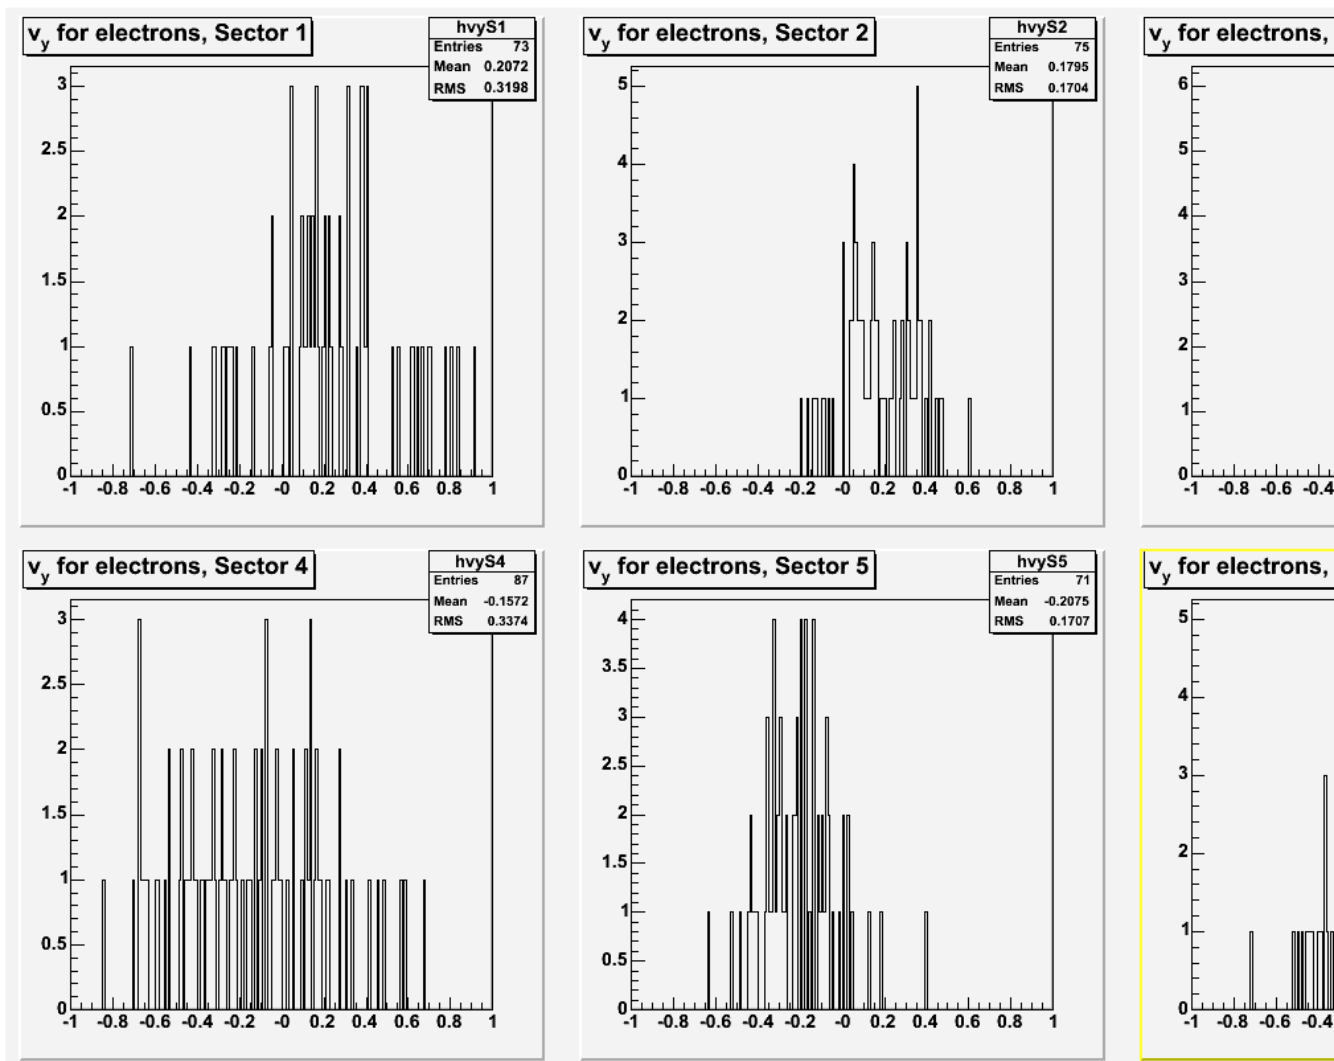 v_y for electrons, Sector 1
hvyS1
Entries 73
Mean 0.2072
RMS 0.3198
3
2.5
2
1.5
1
0.5
0
-1 -0.8 -0.6 -0.4 -0.2 -0 0.2 0.4 0.6 0.8 1
v_y for electrons, Sector 2
hvyS2
Entries 75
Mean 0.1795
RMS 0.1704
5
4
3
2
1
0
-1 -0.8 -0.6 -0.4 -0.2 -0 0.2 0.4 0.6 0.8 1
v_y for electrons,
6
5
4
3
2
1
0
-1 -0.8 -0.6 -0.4
v_y for electrons, Sector 4
hvyS4
Entries 87
Mean -0.1572
RMS 0.3374
3
2.5
2
1.5
1
0.5
0
-1 -0.8 -0.6 -0.4 -0.2 -0 0.2 0.4 0.6 0.8 1
v_y for electrons, Sector 5
hvyS5
Entries 71
Mean -0.2075
RMS 0.1707
4
3.5
3
2.5
2
1.5
1
0.5
0
-1 -0.8 -0.6 -0.4 -0.2 -0 0.2 0.4 0.6 0.8 1
v_y for electrons,
5
4
3
2
1
0
-1 -0.8 -0.6 -0.4